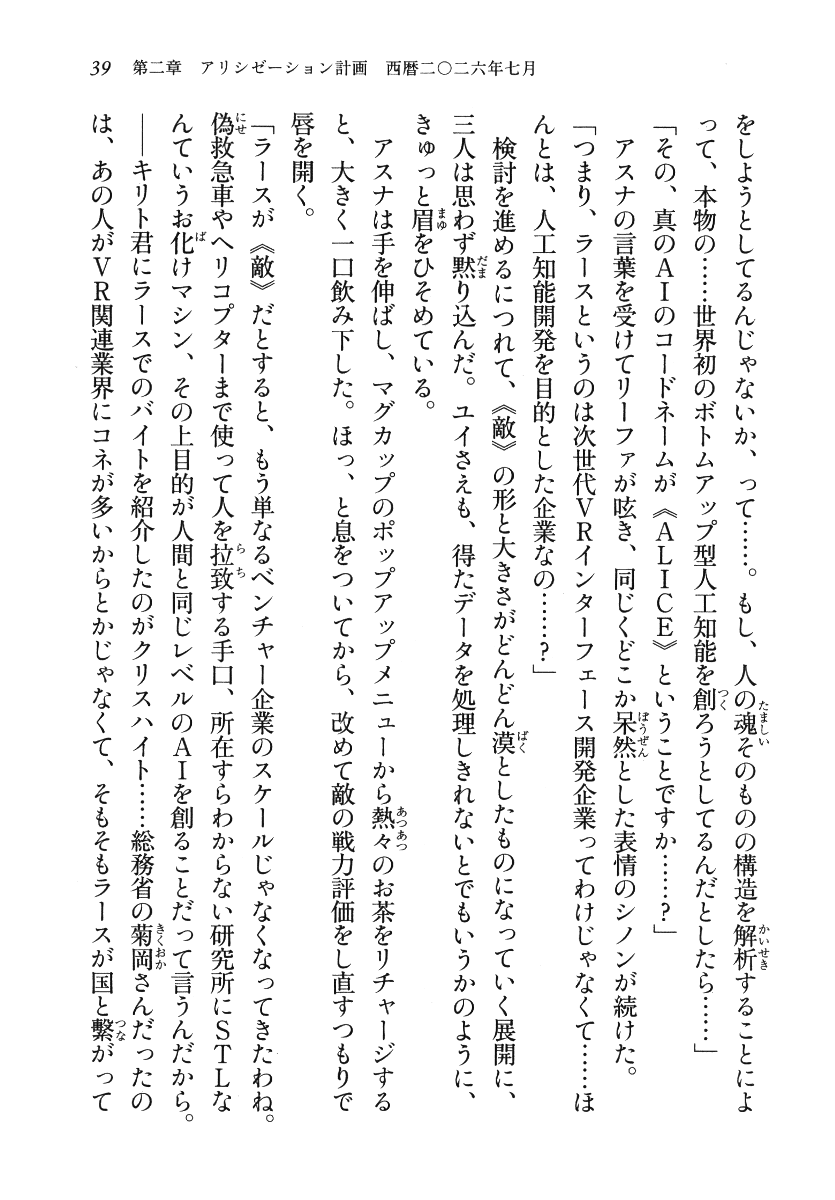 39　第二章　アリシゼーション計画　西暦二〇二六年七月
をしようとしてるんじゃないか、って……。もし、人の魂そのものの構造を解析することによ
って、本物の……世界初のボトムアップ型人工知能を創ろうとしてるんだとしたら……」
「その、真のＡＩのコードネームが《ＡＬＩＣＥ》ということですか……？」
　アスナの言葉を受けてリーファが呟き、同じくどこか呆然とした表情のシノンが続けた。
「つまり、ラースというのは次世代ＶＲインターフェース開発企業ってわけじゃなくて……ほ
んとは、人工知能開発を目的とした企業なの……？」
　検討を進めるにつれて、《敵》の形と大きさがどんどん漠としたものになっていく展開に、
三人は思わず黙り込んだ。ユイさえも、得たデータを処理しきれないとでもいうかのように、
きゅっと眉をひそめている。
　アスナは手を伸ばし、マグカップのポップアップメニューから熱々のお茶をリチャージする
と、大きく一口飲み下した。ほっ、と息をついてから、改めて敵の戦力評価をし直すつもりで
唇を開く。
「ラースが《敵》だとすると、もう単なるベンチャー企業のスケールじゃなくなってきたわね。
偽救急車やヘリコプターまで使って人を拉致する手口、所在すらわからない研究所にＳＴＬな
んていうお化けマシン、その上目的が人間と同じレベルのＡＩを創ることだって言うんだから。
――キリト君にラースでのバイトを紹介したのがクリスハイト……総務省の菊岡さんだったの
は、あの人がＶＲ関連業界にコネが多いからとかじゃなくて、そもそもラースが国と繋がって